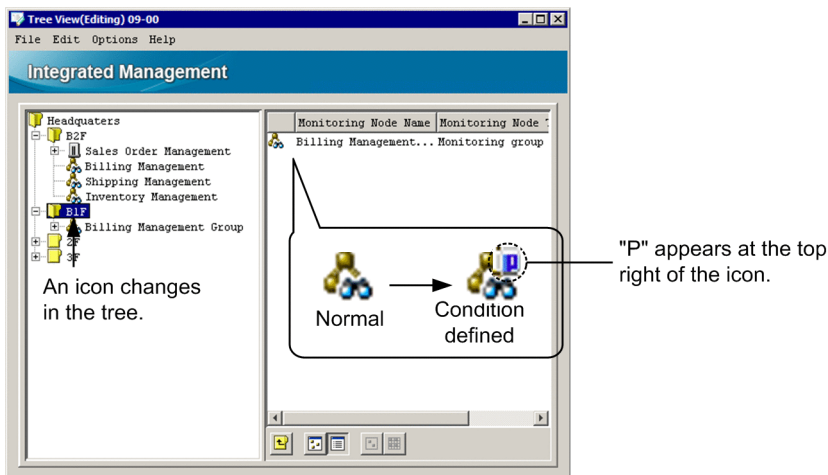 Tree View(Editing) 09-00
File Edit Options Help
Integrated Management
Headquaters
B2F
Sales Order Management
Billing Management
Shipping Management
Inventory Management
B1F
Billing Management Group
2F
3F
An icon changes
in the tree.
Monitoring Node Name Monitoring Node
Billing Management... Monitoring group
P
Normal
Condition
defined
"P" appears at the top
right of the icon.